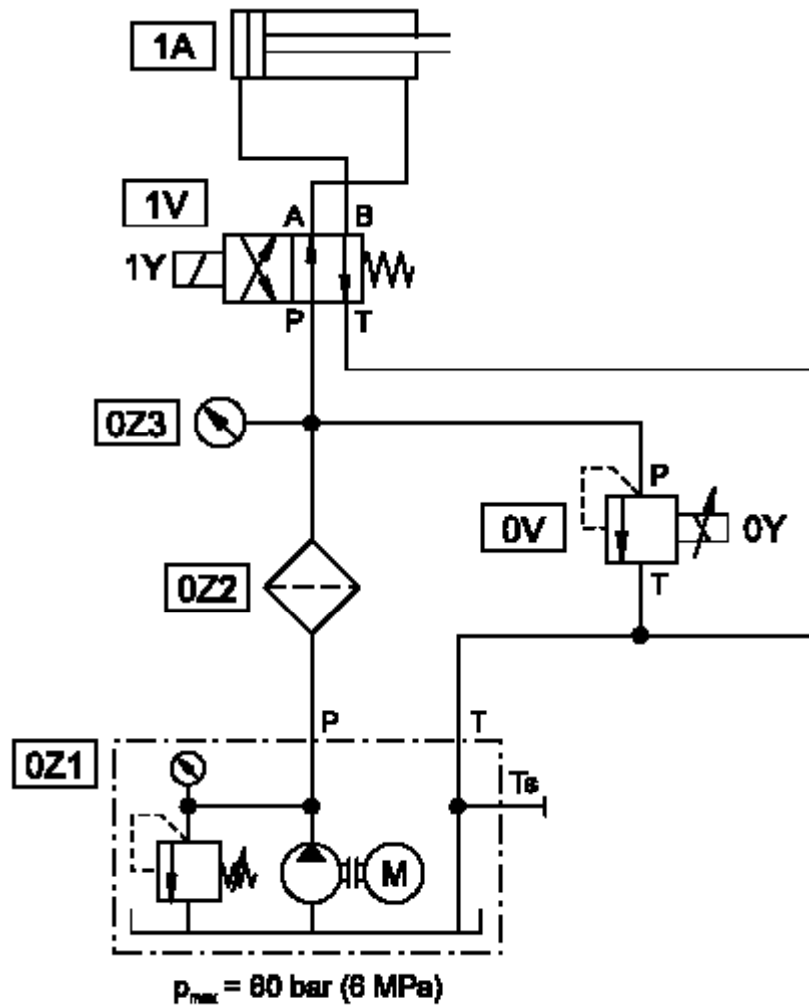 1A
1V
A B
1Y
P T
0Z3
P
0V
0Y
T
0Z2
P
T
0Z1
Ts
M
pmax = 60 bar (6 MPa)